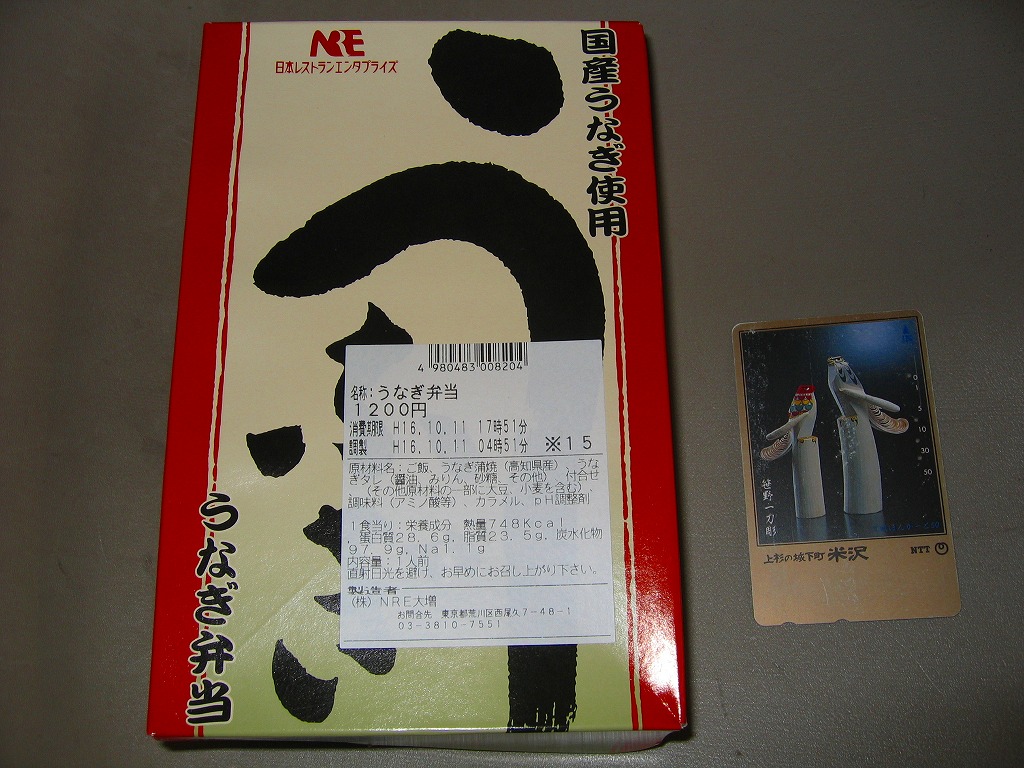 NRE
日本レストランエンタプライズ
国産うなぎ使用
うなぎ弁当
4 980483 008204
名称：うなぎ弁当
1200円
消費期限 H16.10.11 17時51分
調製 H16.10.11 04時51分 ※15
原材料名：ご飯、うなぎ蒲焼（高知県産）、うな
ぎタレ（醤油、みりん、砂糖、その他）、付合せ
、（その他原材料の一部に大豆、小麦を含む）
調味料（アミノ酸等）、カラメル、pH調整剤
1食当り：栄養成分 熱量748Kcal
、蛋白質28.6g、脂質23.5g、炭水化物
97.9g、Na1.1g
内容量：1人前
直射日光を避け、お早めにお召し上がり下さい。
製造者
（株）NRE大増
お問合先 東京都荒川区西尾久7-48-1
03-3810-7551
0
5
10
30
50
笹野一刀彫
上杉の城下町 米沢
NTT